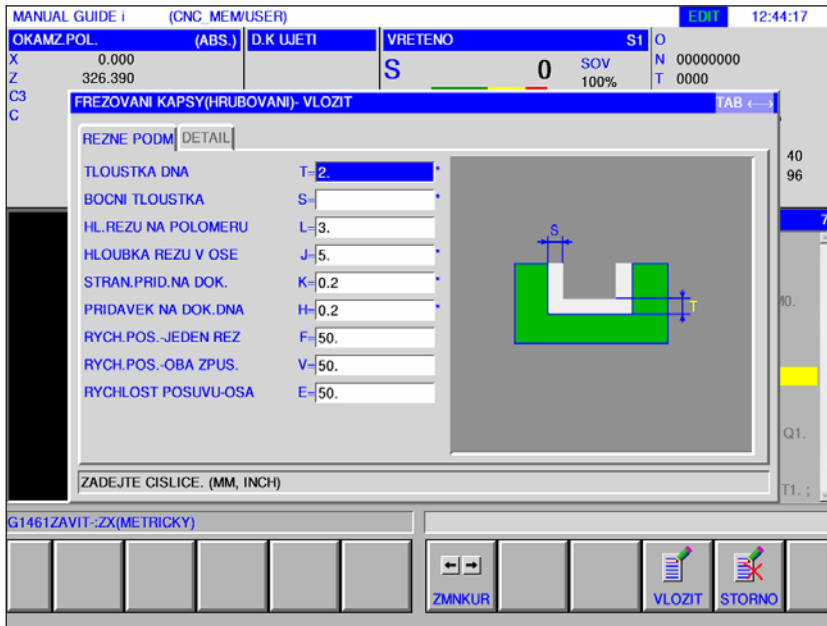 MANUAL GUIDE i (CNC_MEM/USER) EDIT 12:44:17
OKAMZ.POL. (ABS.) D.K UJETI VRETENO S1 O
X 0.000
Z 326.390
C3
C
S 0 SOV 100%
N 00000000
T 0000
FREZOVANI KAPSY(HRUBOVANI)- VLOZIT TAB ←→
REZNE PODM DETAIL
TLOUSTKA DNA T=2. *
BOCNI TLOUSTKA S= *
HL.REZU NA POLOMERU L=3.
HLOUBKA REZU V OSE J=5. *
STRAN.PRID.NA DOK. K=0.2 *
PRIDAVEK NA DOK.DNA H=0.2 *
RYCH.POS.-JEDEN REZ F=50.
RYCH.POS.-OBA ZPUS. V=50.
RYCHLOST POSUVU-OSA E=50.
S
T
40
96
7
M0.
Q1.
T1. ;
ZADEJTE CISLICE. (MM, INCH)
G1461ZAVIT-:ZX(METRICKY)
ZMNKUR VLOZIT STORNO